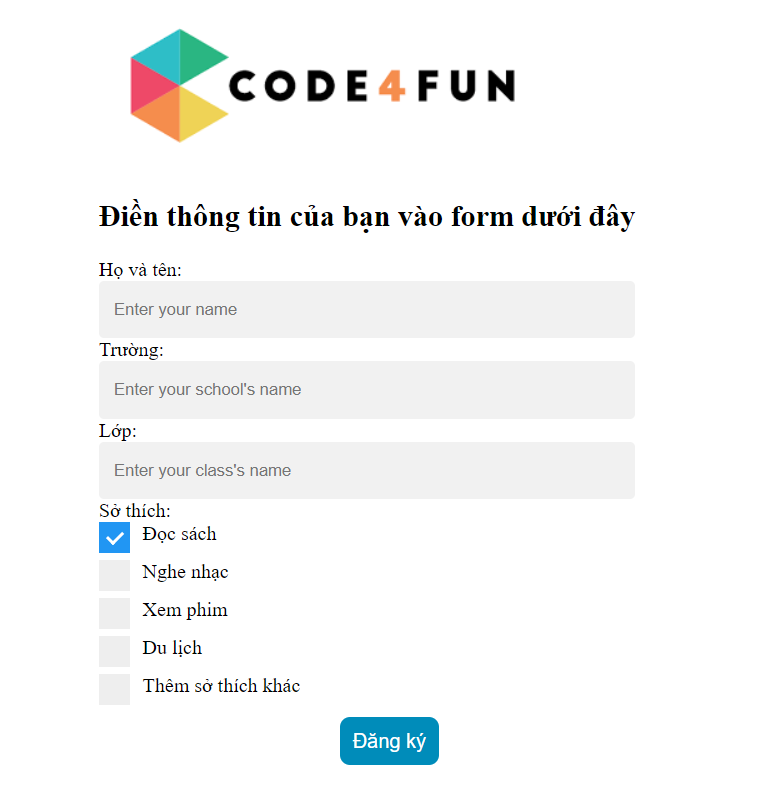 CODE4FUN
Điền thông tin của bạn vào form dưới đây
Họ và tên:
Enter your name
Trường:
Enter your school's name
Lớp:
Enter your class's name
Sở thích:
Đọc sách
Nghe nhạc
Xem phim
Du lịch
Thêm sở thích khác
Đăng ký